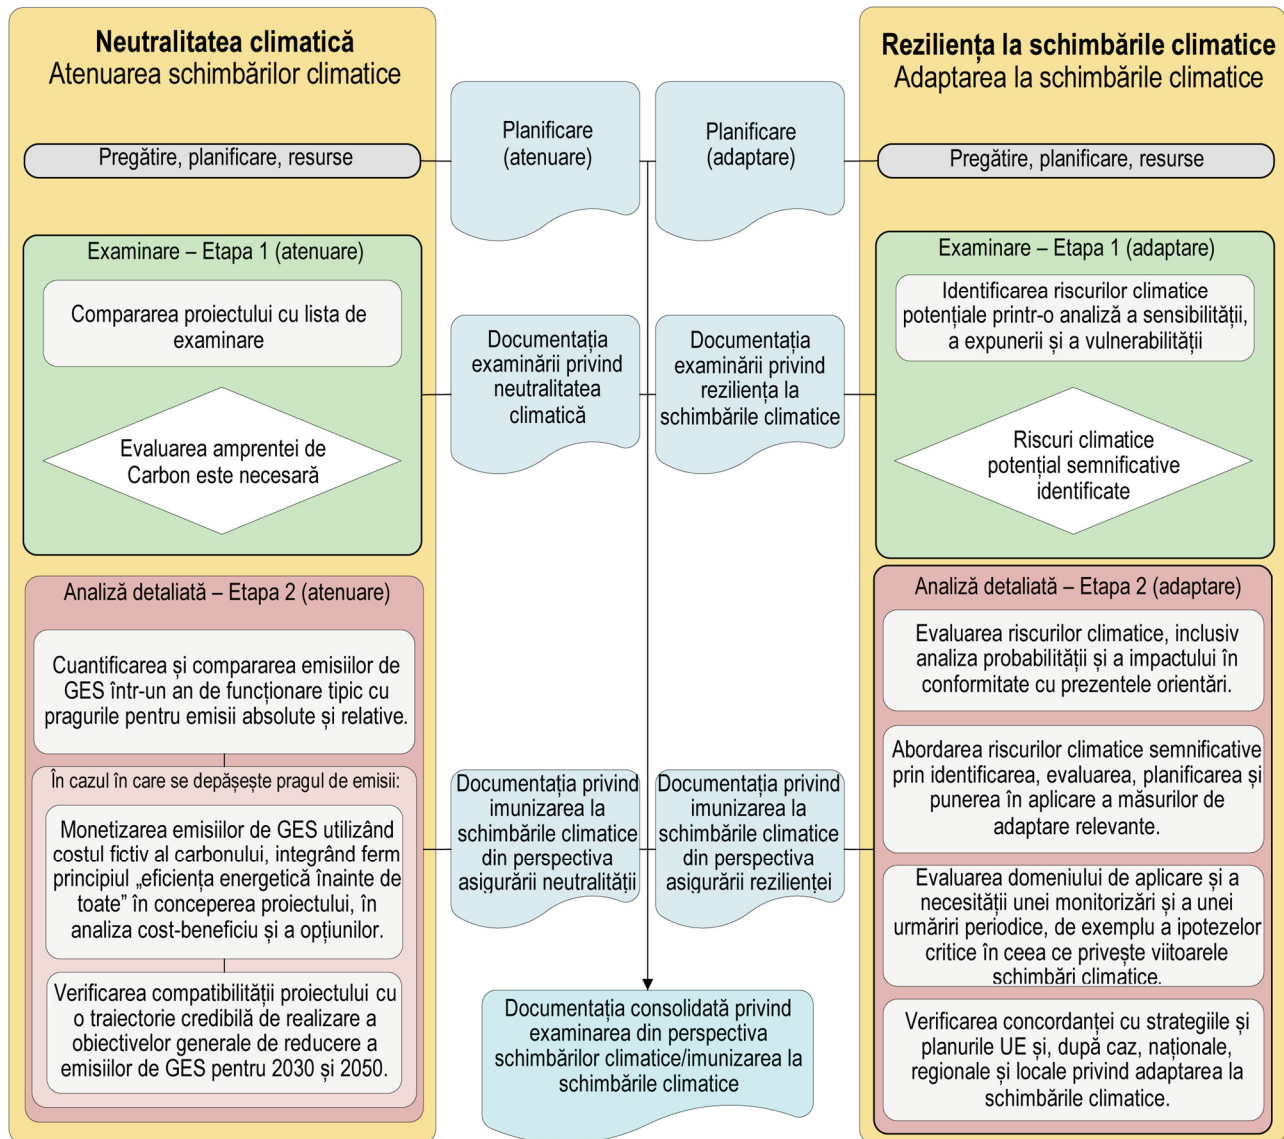 Neutralitatea climatică
Atenuarea schimbărilor climatice
Pregătire, planificare, resurse
Examinare – Etapa 1 (atenuare)
Compararea proiectului cu lista de
examinare
Evaluarea amprentei de
Carbon este necesară
Analiză detaliată – Etapa 2 (atenuare)
Cuantificarea și compararea emisiilor de
GES într-un an de funcționare tipic cu
pragurile pentru emisii absolute și relative.
În cazul în care se depășește pragul de emisii:
Monetizarea emisiilor de GES utilizând
costul fictiv al carbonului, integrând ferm
principiul „eficiența energetică înainte de
toate” în conceperea proiectului, în
analiza cost-beneficiu și a opțiunilor.
Verificarea compatibilității proiectului cu
o traiectorie credibilă de realizare a
obiectivelor generale de reducere a
emisiilor de GES pentru 2030 și 2050.
Planificare
(atenuare)
Planificare
(adaptare)
Documentația
examinării privind
neutralitatea
climatică
Documentația
examinării privind
reziliența la
schimbările climatice
Documentația privind
imunizarea la
schimbările climatice
din perspectiva
asigurării neutralității
Documentația privind
imunizarea la
schimbările climatice
din perspectiva
asigurării rezilienței
Documentația consolidată privind
examinarea din perspectiva
schimbărilor climatice/imunizarea la
schimbările climatice
Reziliența la schimbările climatice
Adaptarea la schimbările climatice
Pregătire, planificare, resurse
Examinare – Etapa 1 (adaptare)
Identificarea riscurilor climatice
potențiale printr-o analiză a sensibilității,
a expunerii și a vulnerabilității
Riscuri climatice
potențial semnificative
identificate
Analiză detaliată – Etapa 2 (adaptare)
Evaluarea riscurilor climatice, inclusiv
analiza probabilității și a impactului în
conformitate cu prezentele orientări.
Abordarea riscurilor climatice semnificative
prin identificarea, evaluarea, planificarea și
punerea în aplicare a măsurilor de
adaptare relevante.
Evaluarea domeniului de aplicare și a
necesității unei monitorizări și a unei
urmăriri periodice, de exemplu a ipotezelor
critice în ceea ce privește viitoarele
schimbări climatice.
Verificarea concordanței cu strategiile și
planurile UE și, după caz, naționale,
regionale și locale privind adaptarea la
schimbările climatice.